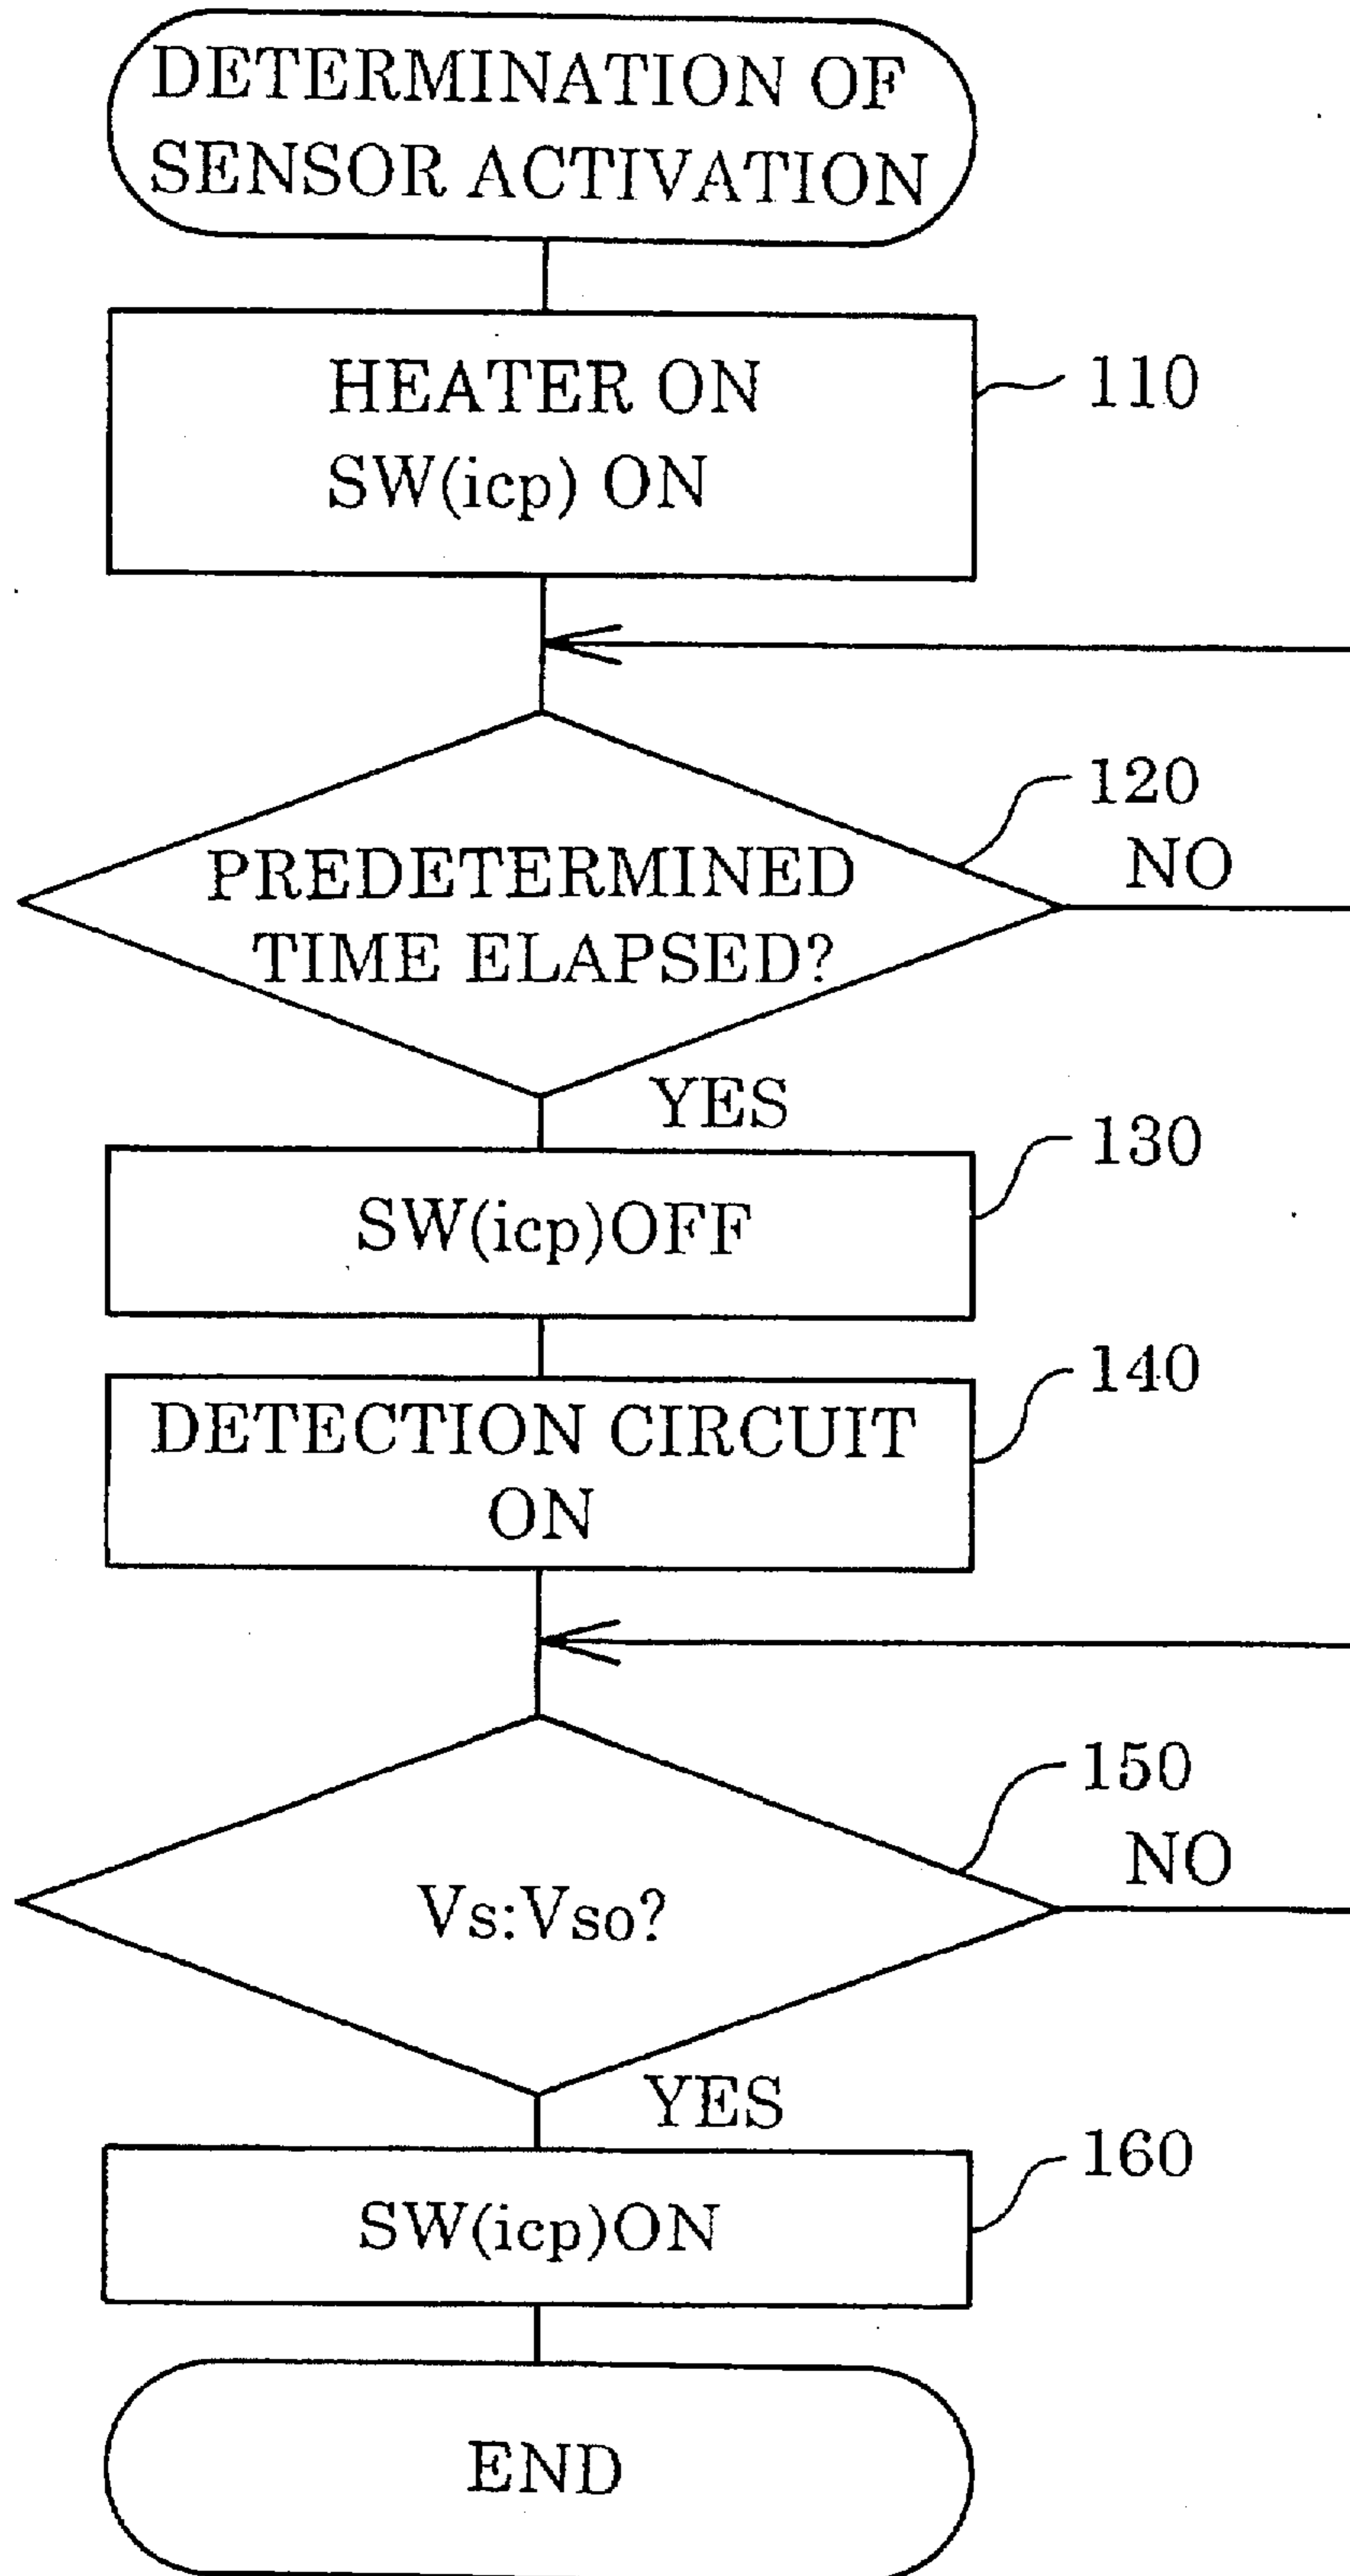 DETERMINATION OF
SENSOR ACTIVATION
HEATER ON
SW(icp) ON
110
120
NO
PREDETERMINED
TIME ELAPSED?
YES
130
SW(icp)OFF
140
DETECTION CIRCUIT
ON
150
NO
Vs:Vso?
YES
160
SW(icp)ON
END